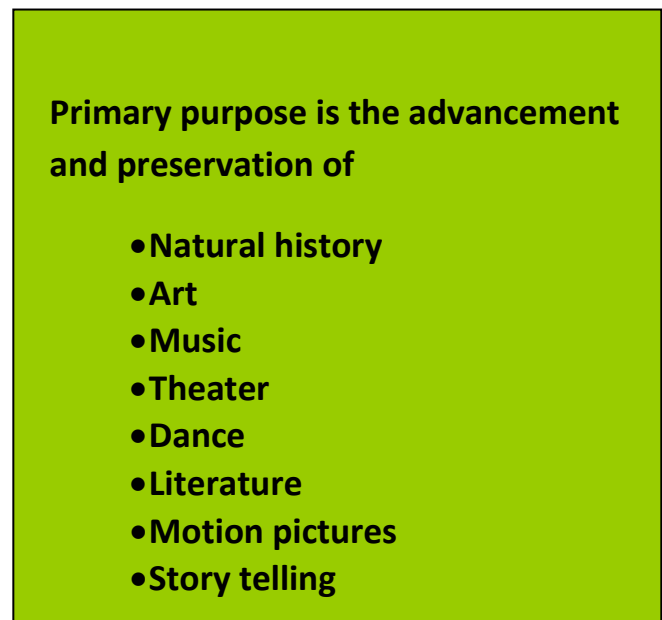 Primary purpose is the advancement
and preservation of
•Natural history
•Art
•Music
•Theater
•Dance
•Literature
•Motion pictures
•Story telling